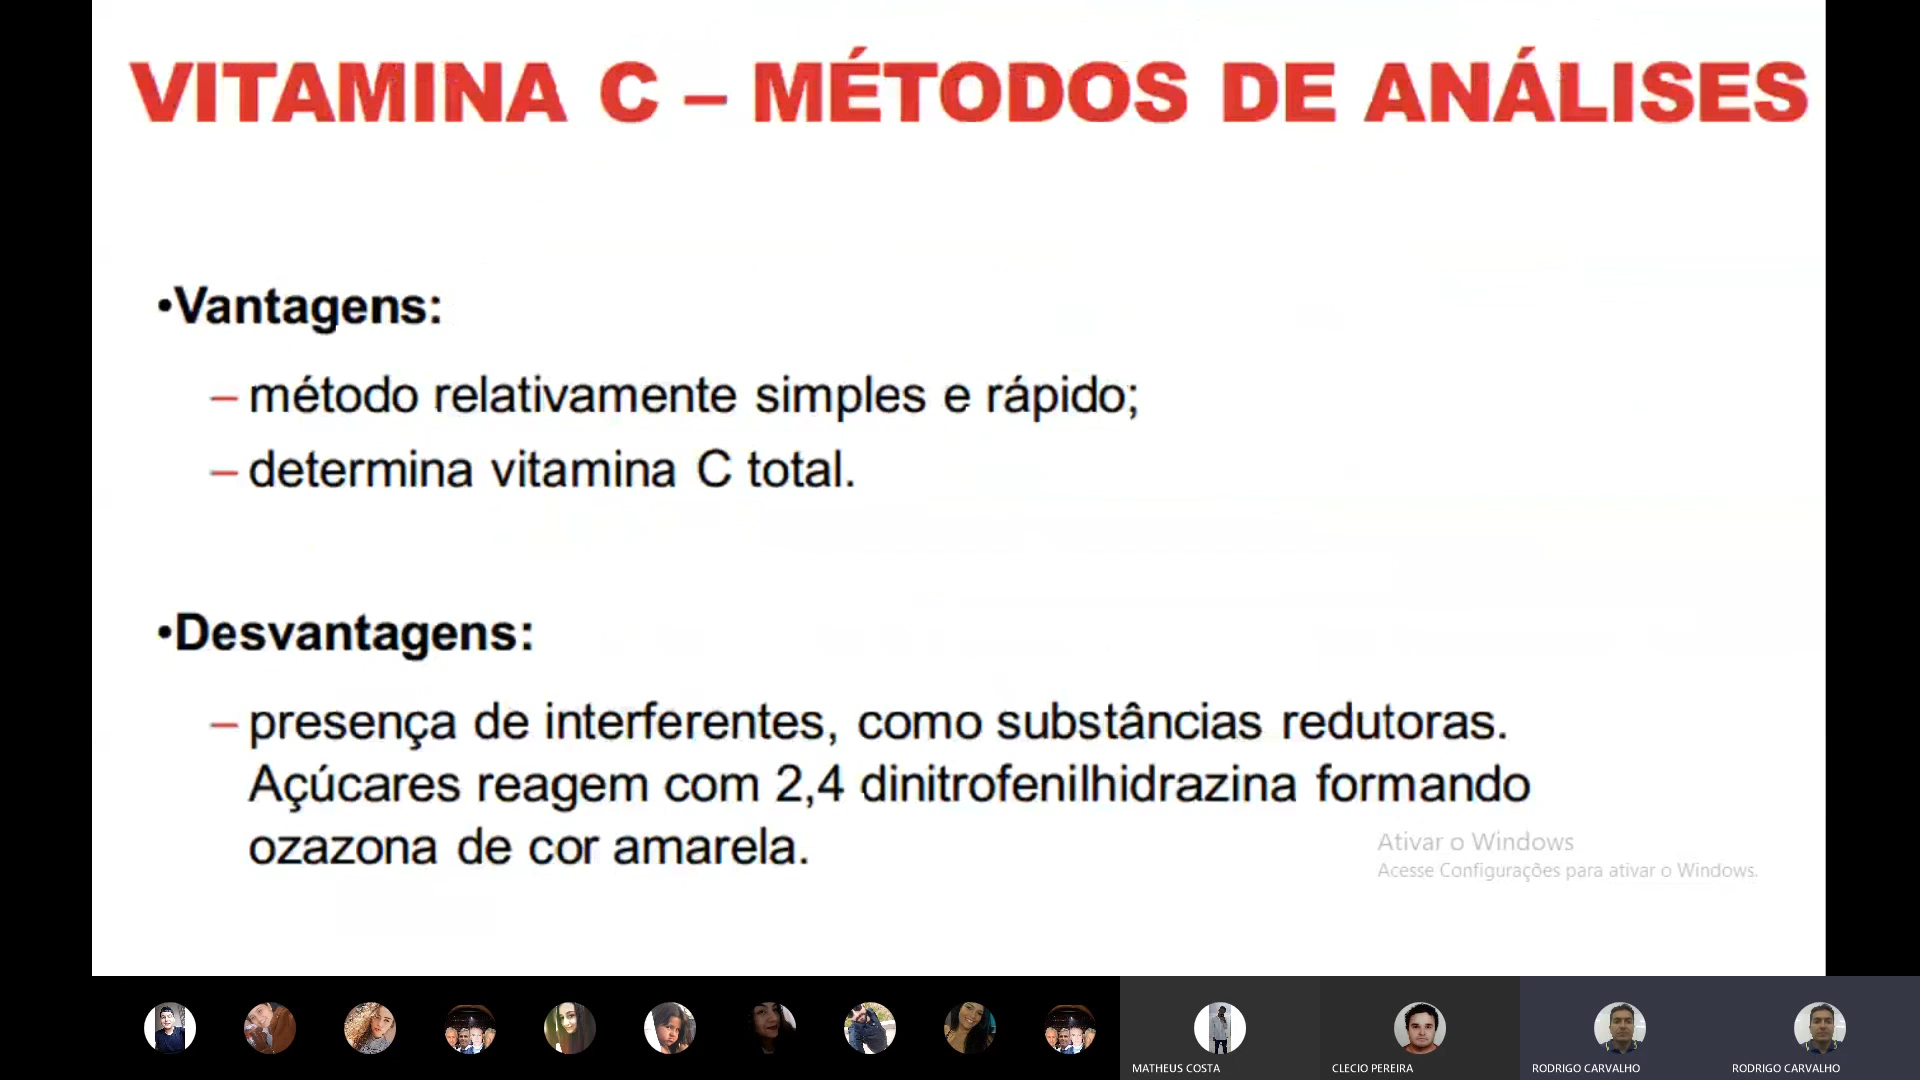 VITAMINA C – MÉTODOS DE ANÁLISES
•Vantagens:
– método relativamente simples e rápido;
– determina vitamina C total.
•Desvantagens:
– presença de interferentes, como substâncias redutoras.
Açúcares reagem com 2,4 dinitrofenilhidrazina formando
ozazona de cor amarela.
Ativar o Windows
Acesse Configurações para ativar o Windows.
MATHEUS COSTA
CLECIO PEREIRA
RODRIGO CARVALHO
RODRIGO CARVALHO